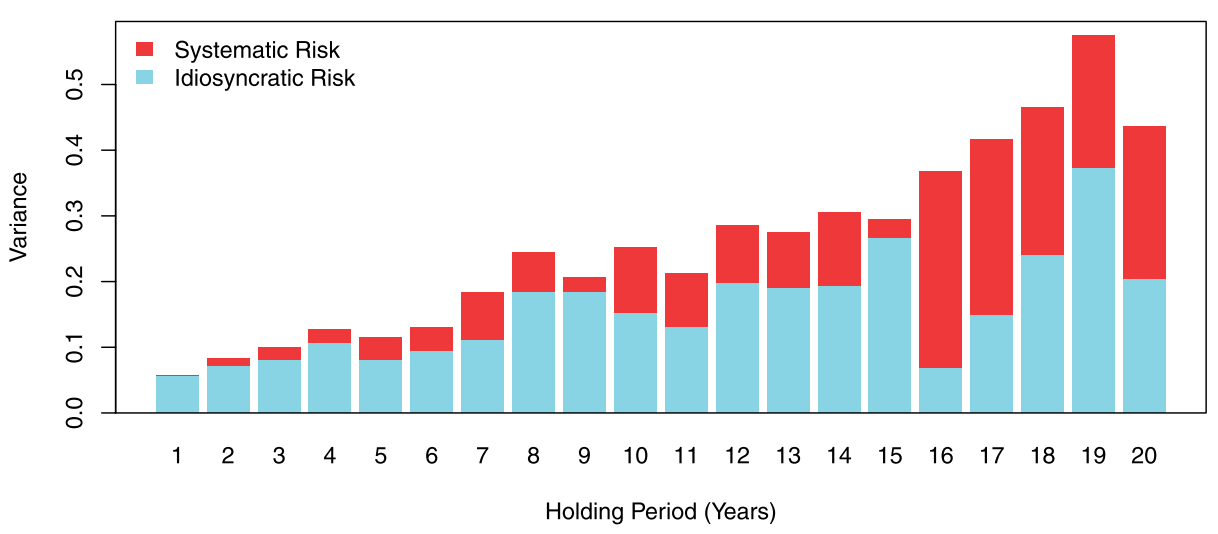 Systematic Risk
Idiosyncratic Risk
Variance
0.5
0.4
0.3
0.2
0.1
0.0
1 2 3 4 5 6 7 8 9 10 11 12 13 14 15 16 17 18 19 20
Holding Period (Years)